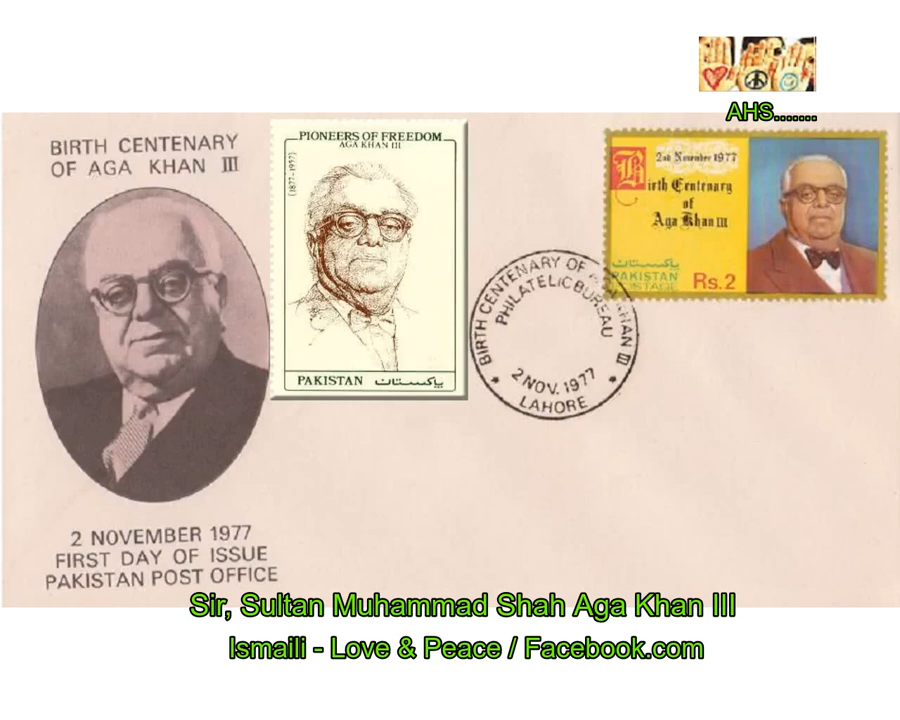 AHS.......
BIRTH CENTENARY
OF AGA KHAN III
PIONEERS OF FREEDOM
AGA KHAN III
(1877-1957)
PAKISTAN پاکستان
2nd November 1977
Birth Centenary
of
Aga Khan III
پاکستان
PAKISTAN
POSTAGE
Rs.2
BIRTH CENTENARY OF AGA KHAN III
PHILATELIC BUREAU
2 NOV. 1977
LAHORE
2 NOVEMBER 1977
FIRST DAY OF ISSUE
PAKISTAN POST OFFICE
Sir, Sultan Muhammad Shah Aga Khan III
Ismaili - Love & Peace / Facebook.com